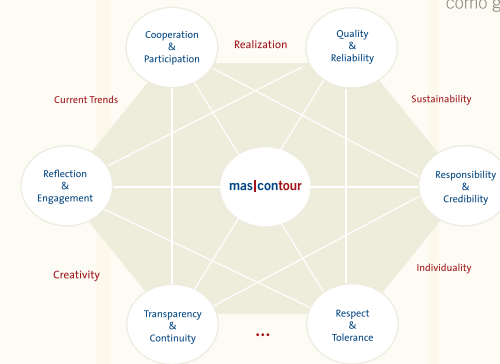 como g
Cooperation
&
Participation
Realization
Quality
&
Reliability
Current Trends
Sustainability
Reflection
&
Engagement
mas|contour
Responsibility
&
Credibility
Creativity
Individuality
Transparency
&
Continuity
...
Respect
&
Tolerance